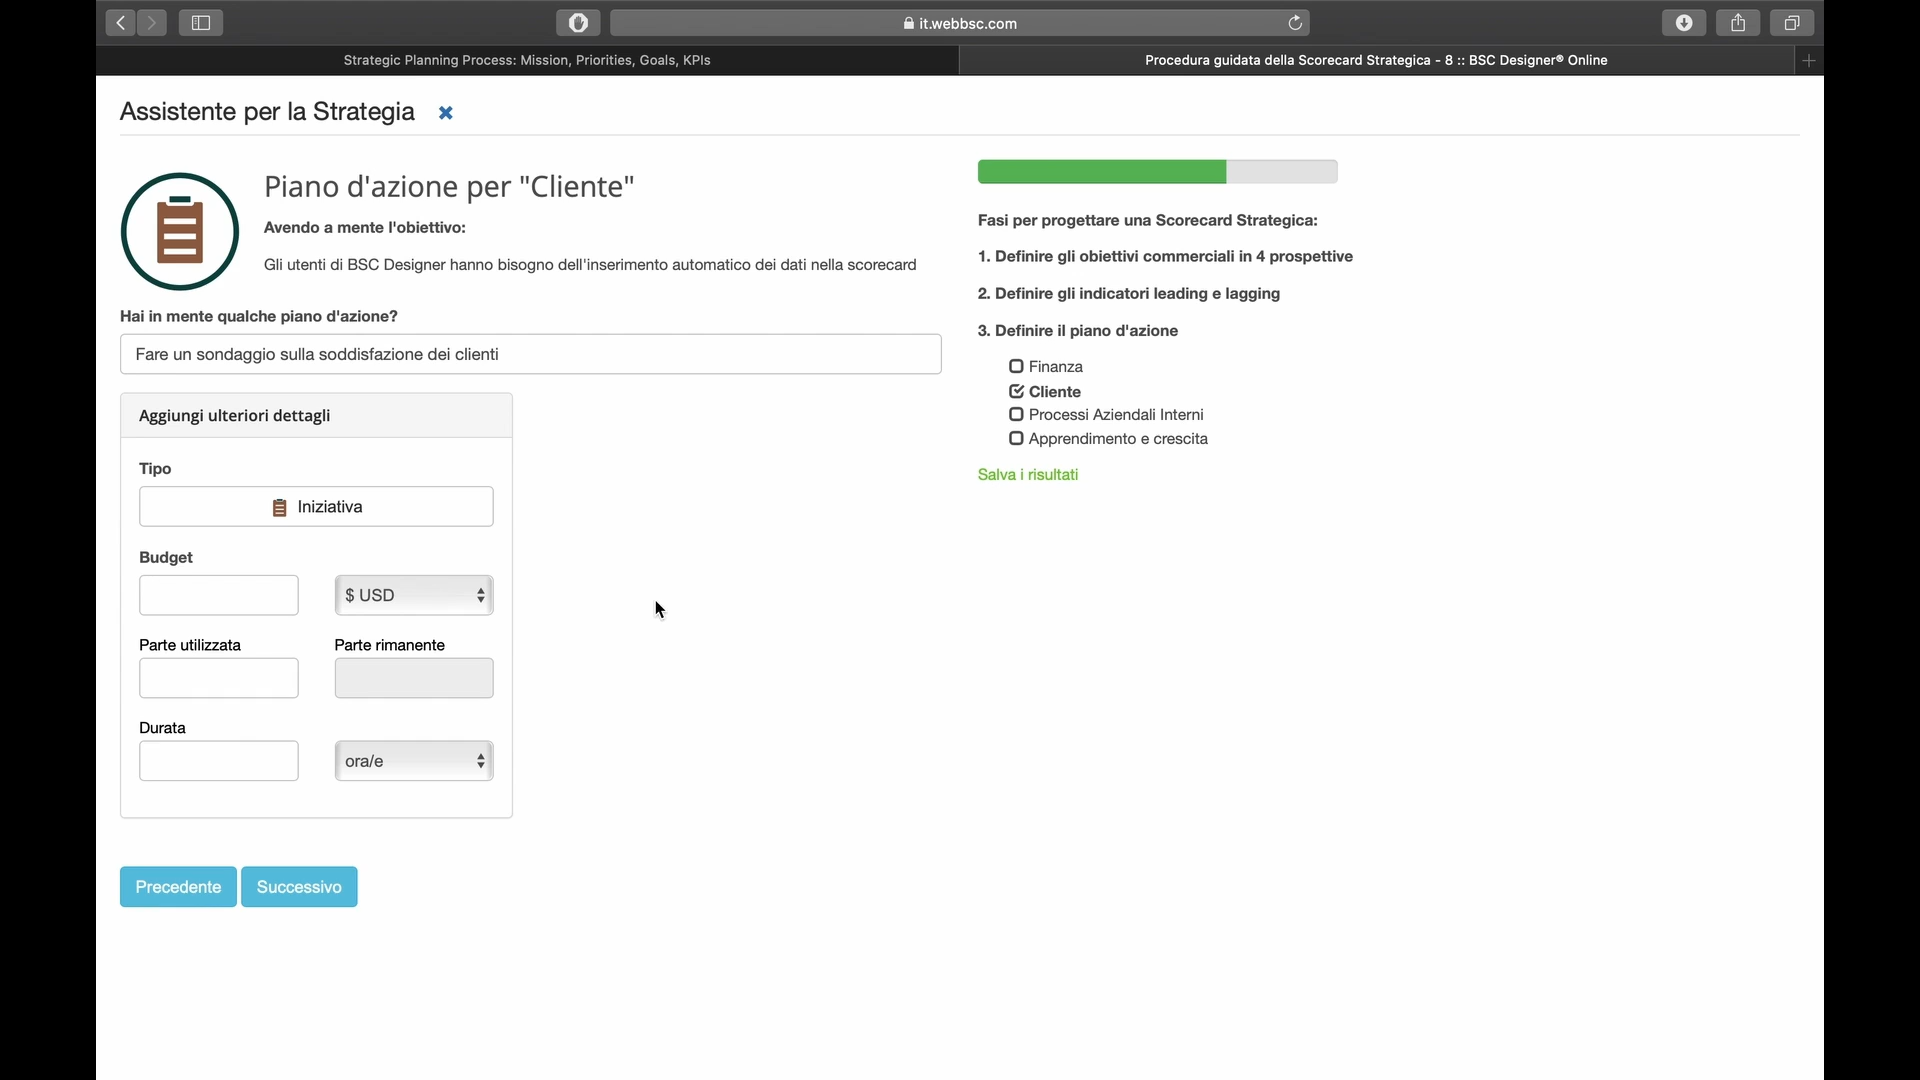 it.webbsc.com
Strategic Planning Process: Mission, Priorities, Goals, KPIs
Procedura guidata della Scorecard Strategica - 8 :: BSC Designer® Online
Assistente per la Strategia
Piano d'azione per "Cliente"
Avendo a mente l'obiettivo:
Gli utenti di BSC Designer hanno bisogno dell'inserimento automatico dei dati nella scorecard
Hai in mente qualche piano d'azione?
Fare un sondaggio sulla soddisfazione dei clienti
Aggiungi ulteriori dettagli
Tipo
Iniziativa
Budget
$ USD
Parte utilizzata
Parte rimanente
Durata
ora/e
Precedente
Successivo
Fasi per progettare una Scorecard Strategica:
1. Definire gli obiettivi commerciali in 4 prospettive
2. Definire gli indicatori leading e lagging
3. Definire il piano d'azione
Finanza
Cliente
Processi Aziendali Interni
Apprendimento e crescita
Salva i risultati